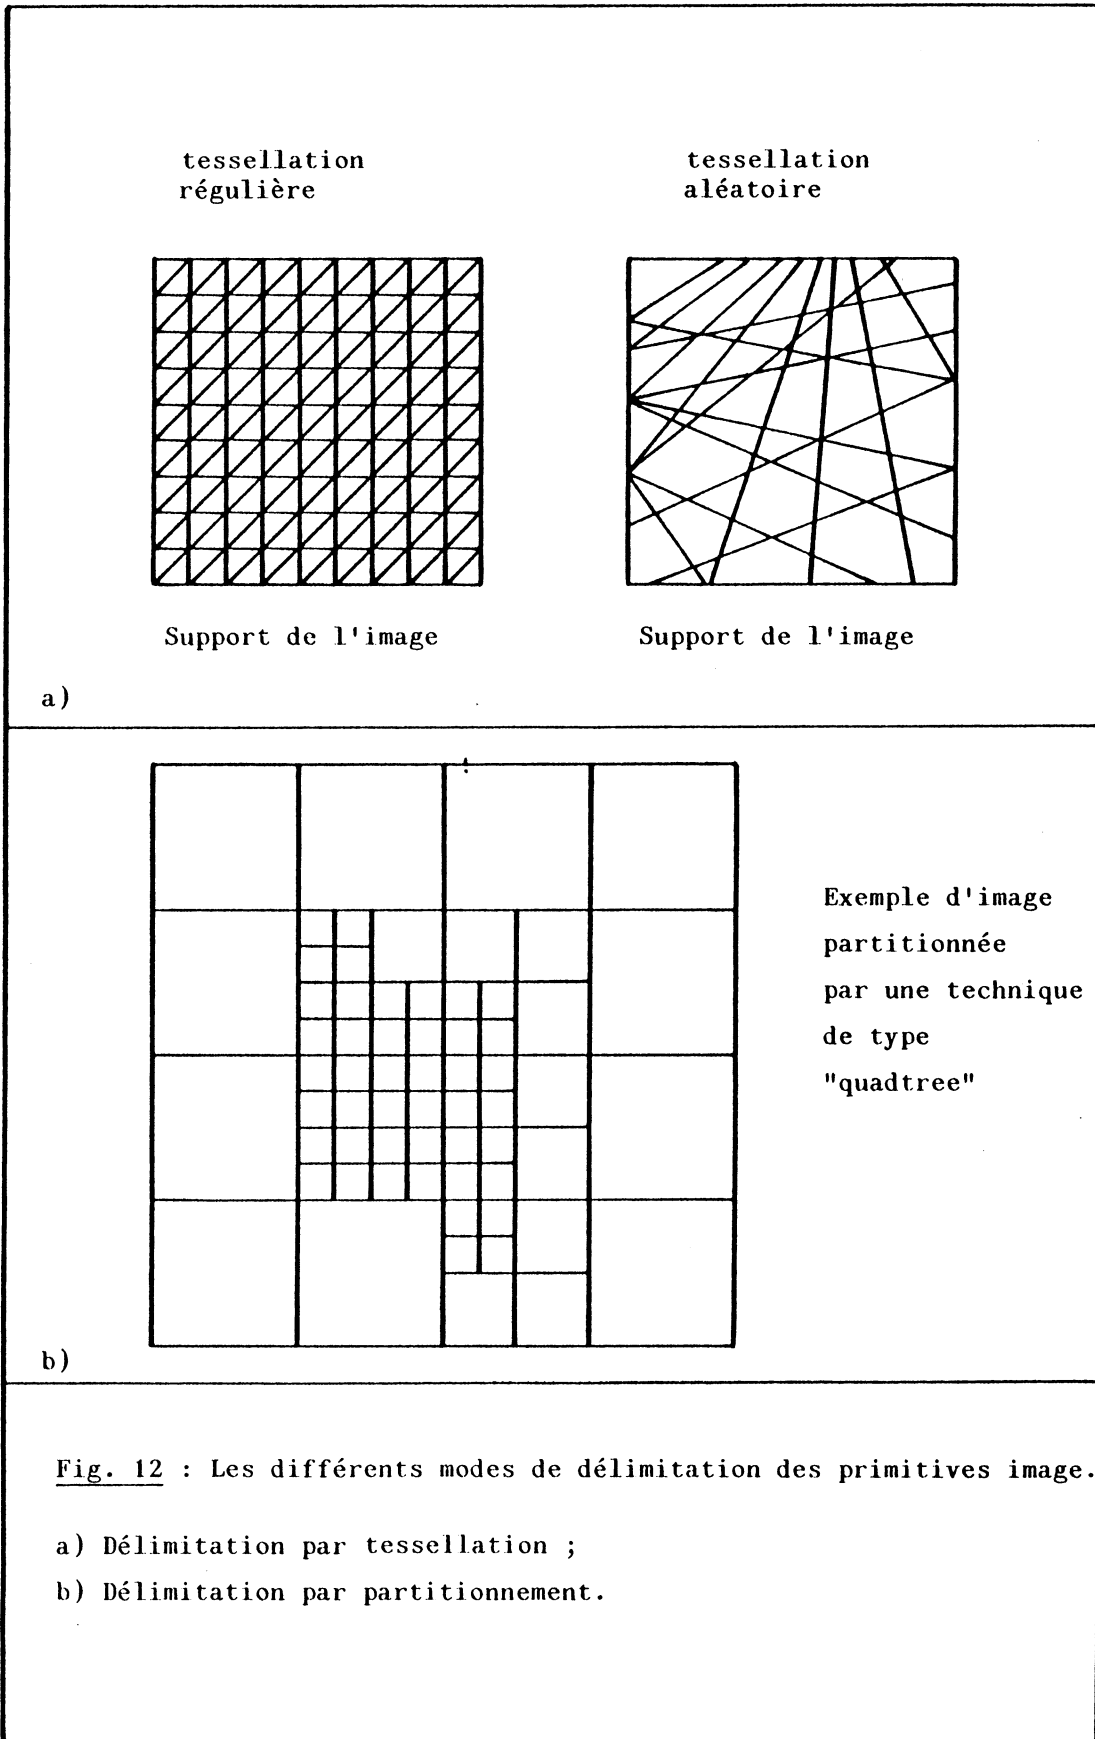 tessellation
régulière
tessellation
aléatoire
Support de l'image
Support de l'image
a)
Exemple d'image
partitionnée
par une technique
de type
"quadtree"
b)
Fig. 12 : Les différents modes de délimitation des primitives image.
a) Délimitation par tessellation ;
b) Délimitation par partitionnement.